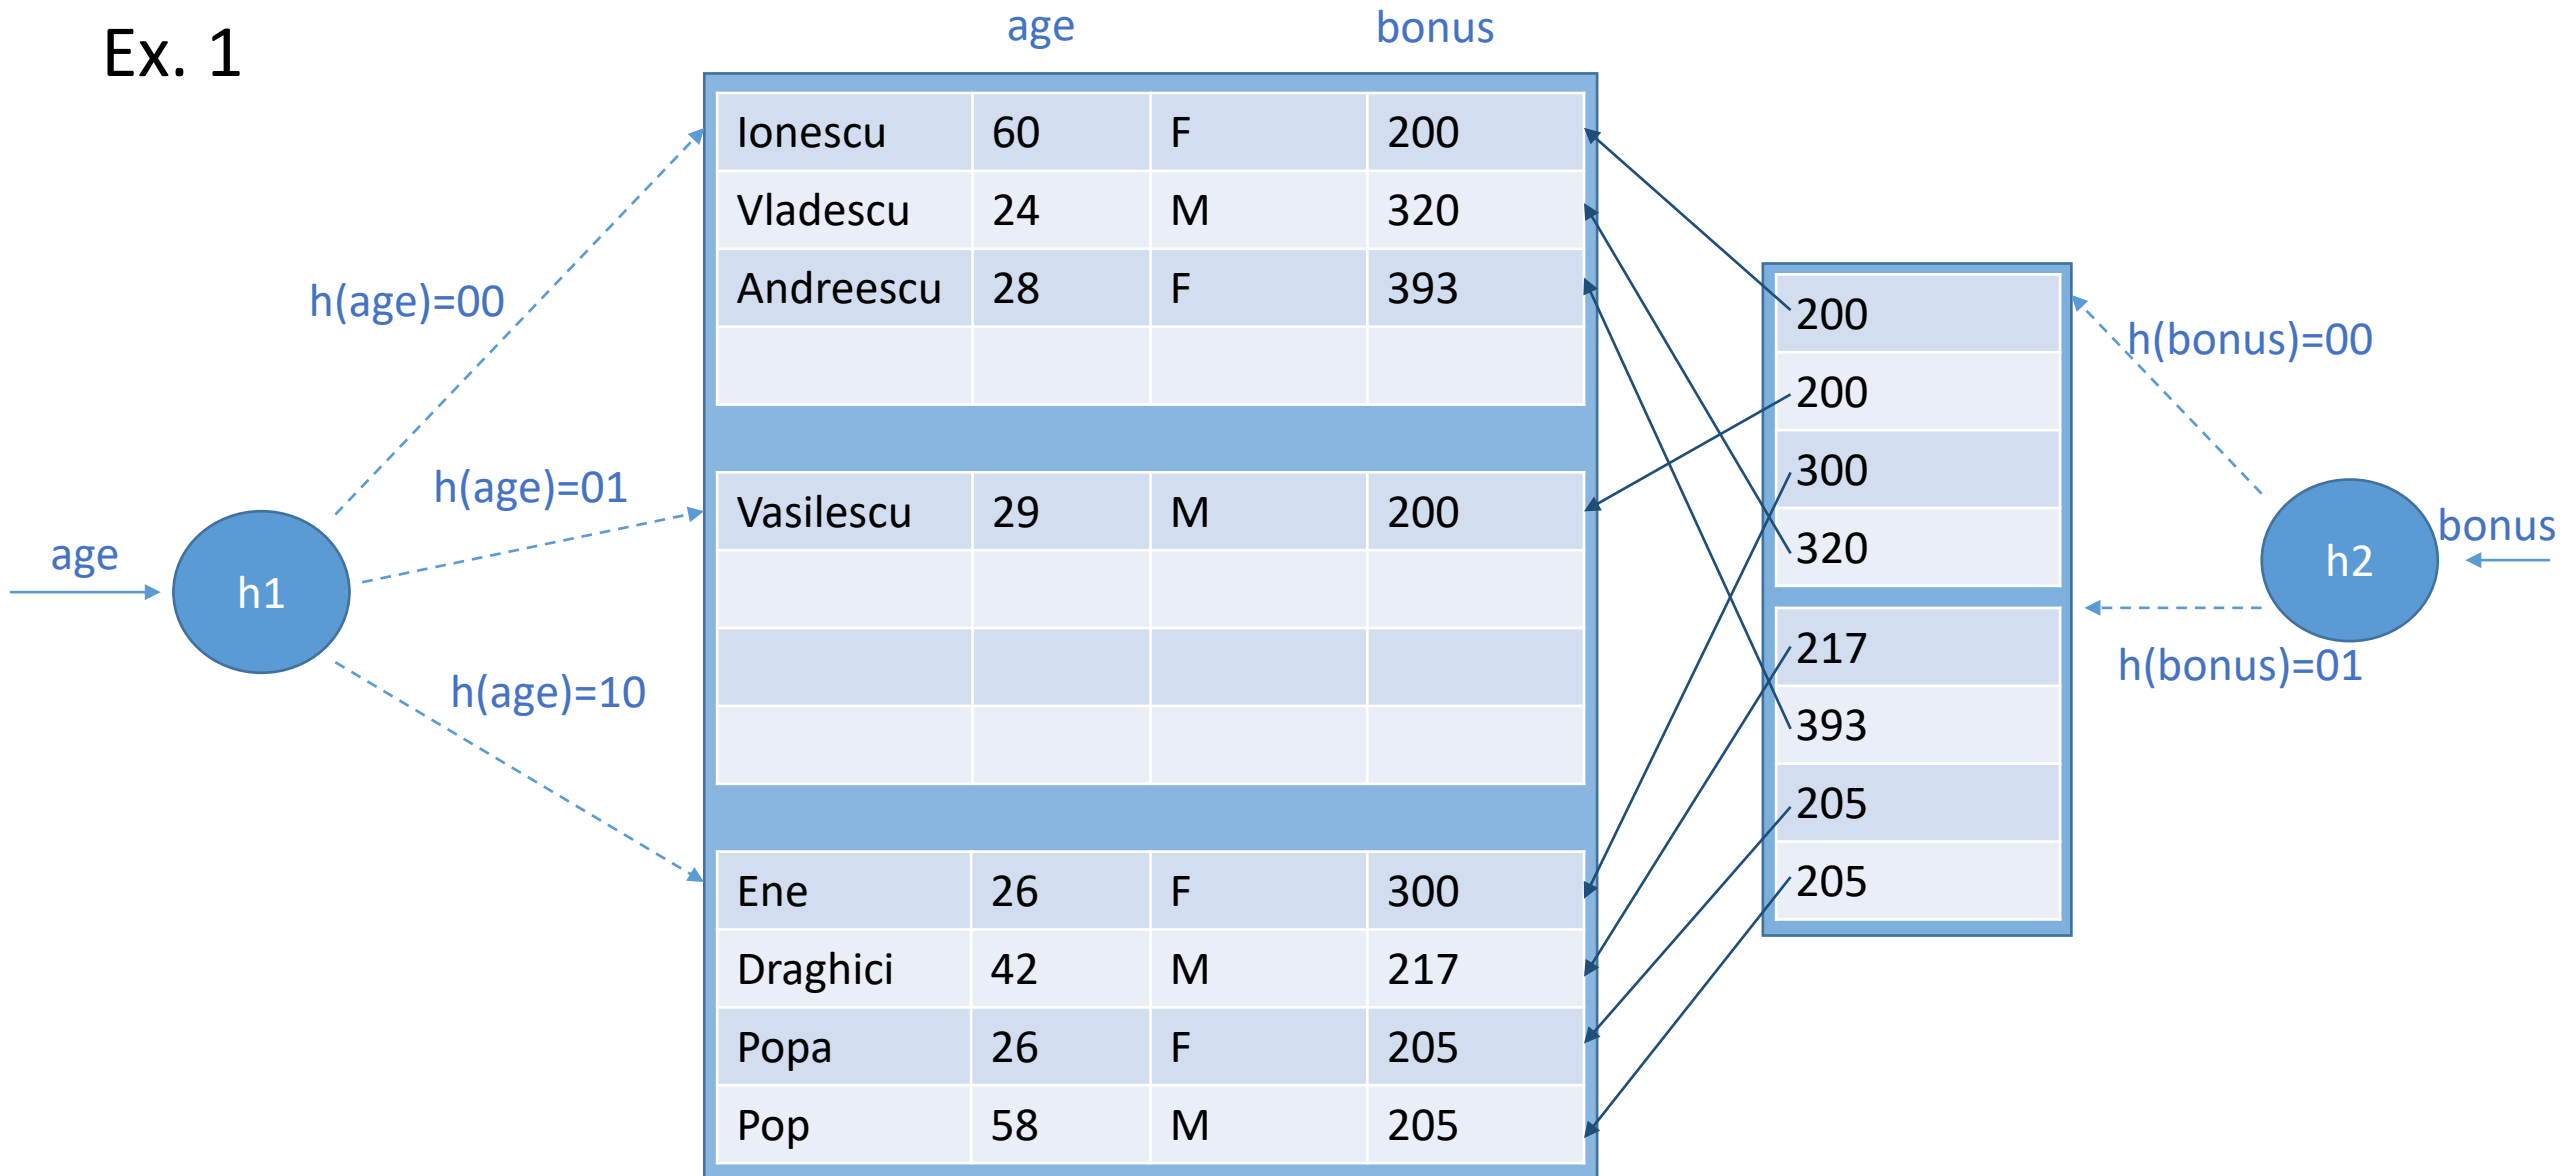 Ex. 1
age bonus
Ionescu 60 F 200
Vladescu 24 M 320
Andreescu 28 F 393
Vasilescu 29 M 200
Ene 26 F 300
Draghici 42 M 217
Popa 26 F 205
Pop 58 M 205
h(age)=00
h(age)=01
age
h1
h(age)=10
200
200
300
320
217
393
205
205
h(bonus)=00
bonus
h2
h(bonus)=01